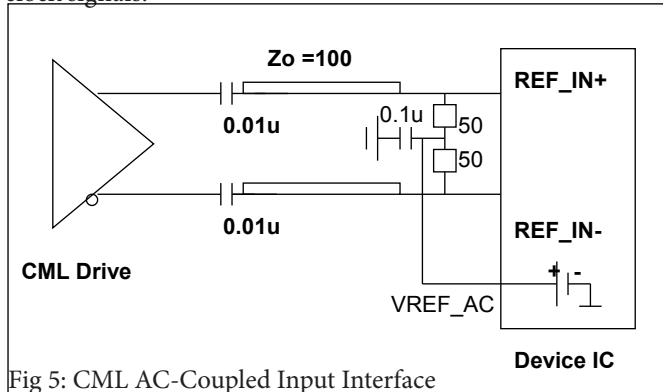 Zo =100
REF_IN+
0.1u
50
0.01u
50
0.01u
REF_IN-
CML Drive
+ -
VREF_AC
Device IC
Fig 5: CML AC-Coupled Input Interface